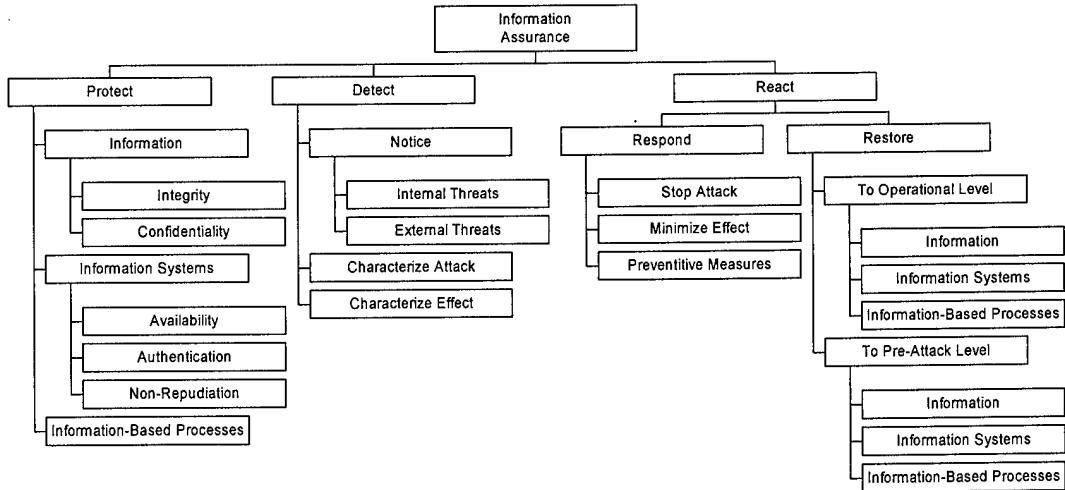 Information
Assurance
Protect
Information
Integrity
Confidentiality
Information Systems
Availability
Authentication
Non-Repudiation
Information-Based Processes
Detect
Notice
Internal Threats
External Threats
Characterize Attack
Characterize Effect
React
Respond
Stop Attack
Minimize Effect
Preventitive Measures
Restore
To Operational Level
Information
Information Systems
Information-Based Processes
To Pre-Attack Level
Information
Information Systems
Information-Based Processes